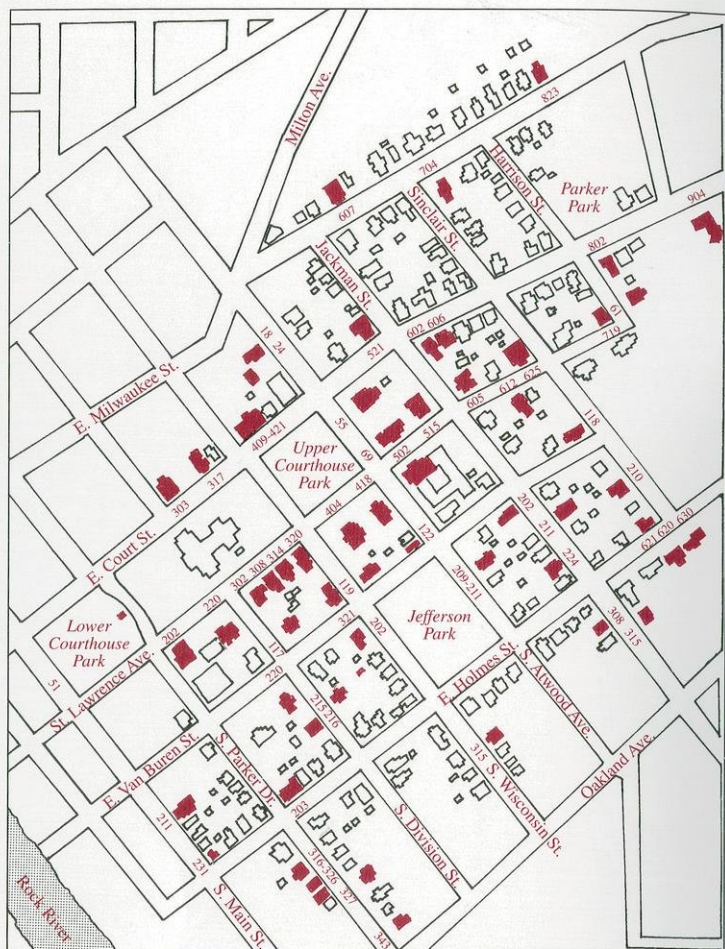 Milton Ave.
823
Harrison St.
704
Sinclair St.
Parker
Park
904
607
Jackman St.
802
61
719
18
24
602
606
521
E. Milwaukee St.
625
612
605
118
55
409-421
69
515
502
Upper
Courthouse
Park
317
303
418
404
210
202
211
122
621
620
630
E. Court St.
320
314
308
302
224
209-211
119
Jefferson
Park
321
202
308
315
220
202
Lower
Courthouse
Park
117
220
E. Holmes St.
S. Atwood Ave.
51
St. Lawrence Ave.
215
216
E. Van Buren St.
S. Parker Dr.
315
S. Wisconsin St.
Oakland Ave.
211
203
231
S. Division St.
316-326
327
S. Main St.
343
Rock River